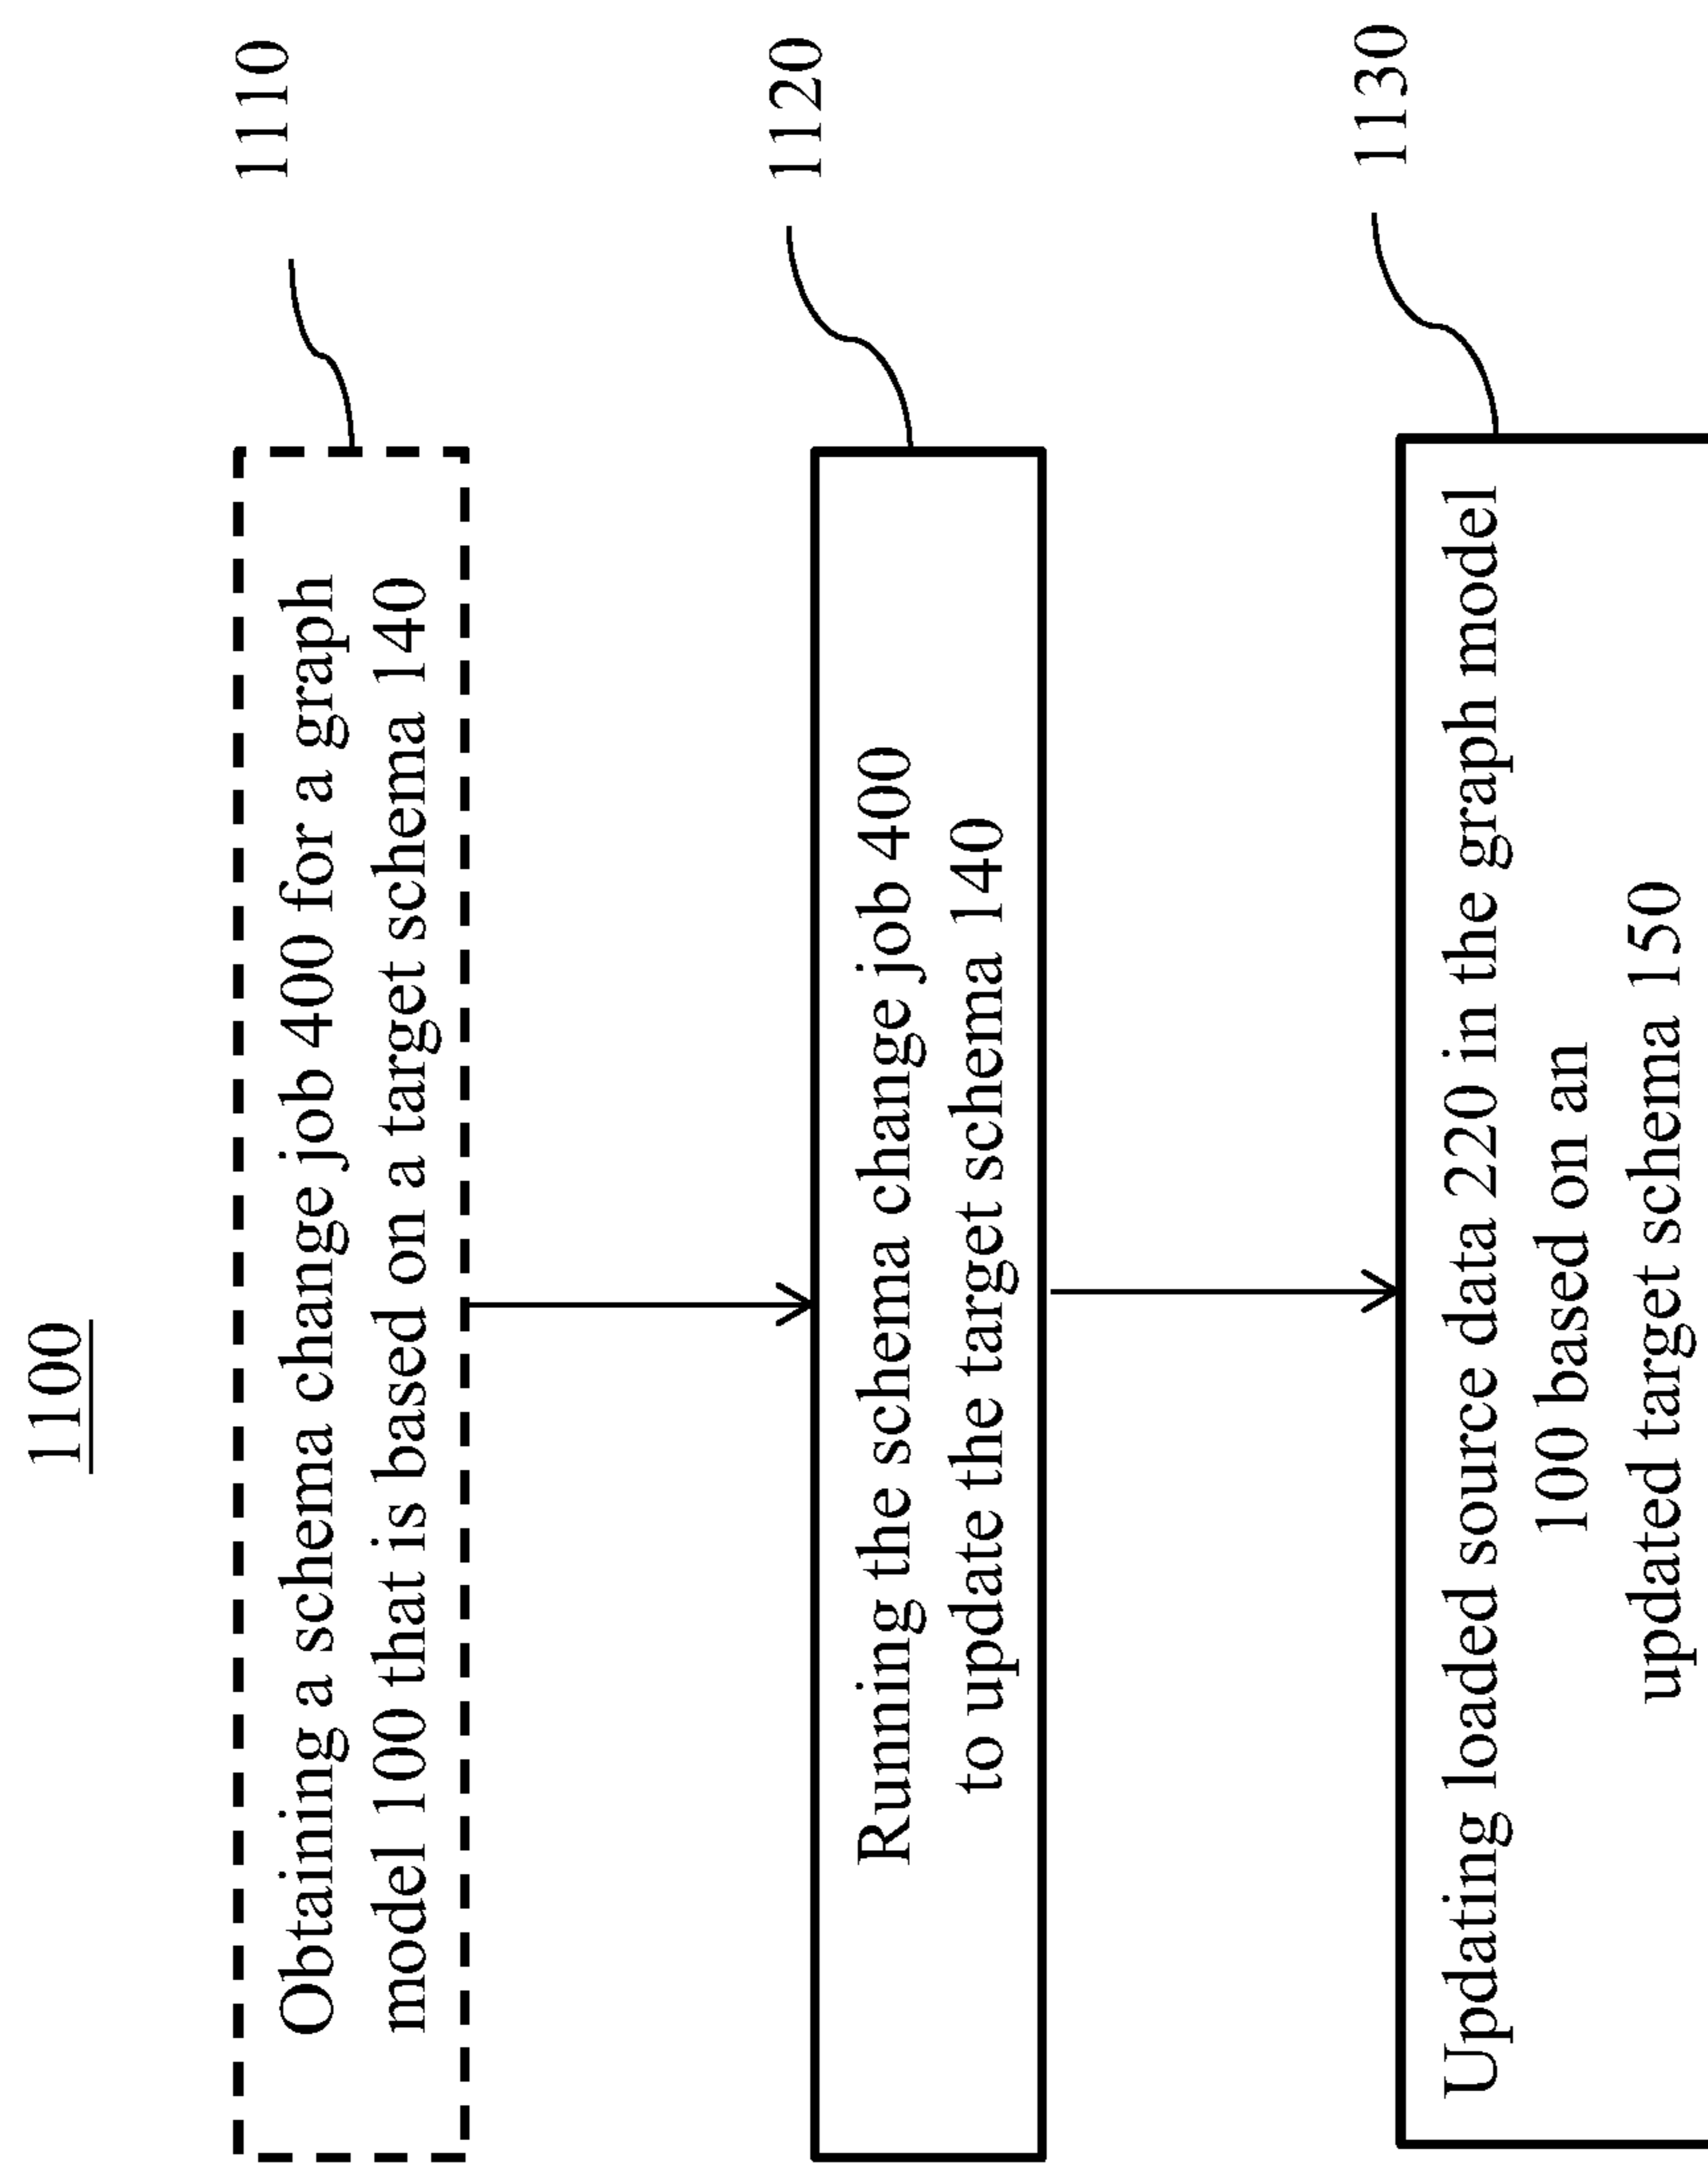 1100
Obtaining a schema change job 400 for a graph
model 100 that is based on a target schema 140
1110
Running the schema change job 400
to update the target schema 140
1120
Updating loaded source data 220 in the graph model
100 based on an
updated target schema 150
1130